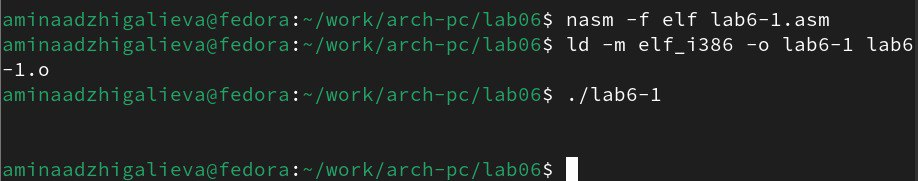 aminaadzhigalieva@fedora:~/work/arch-pc/lab06$ nasm -f elf lab6-1.asm
aminaadzhigalieva@fedora:~/work/arch-pc/lab06$ ld -m elf_i386 -o lab6-1 lab6
-1.o
aminaadzhigalieva@fedora:~/work/arch-pc/lab06$ ./lab6-1
aminaadzhigalieva@fedora:~/work/arch-pc/lab06$